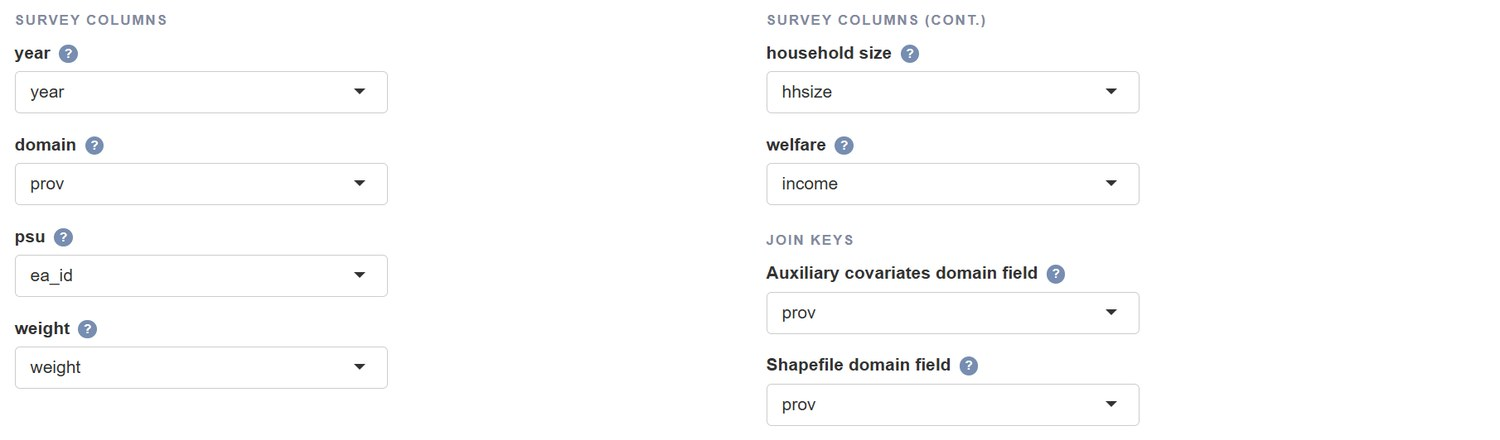 SURVEY COLUMNS
year ?
year
domain ?
prov
psu ?
ea_id
weight ?
weight
SURVEY COLUMNS (CONT.)
household size ?
hhsize
welfare ?
income
JOIN KEYS
Auxiliary covariates domain field ?
prov
Shapefile domain field ?
prov